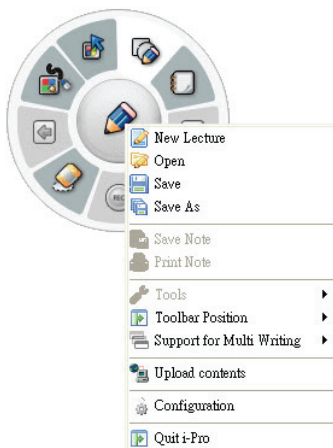 REC
New Lecture
Open
Save
Save As
Save Note
Print Note
Tools
Toolbar Position
Support for Multi Writing
Upload contents
Configuration
Quit i-Pro